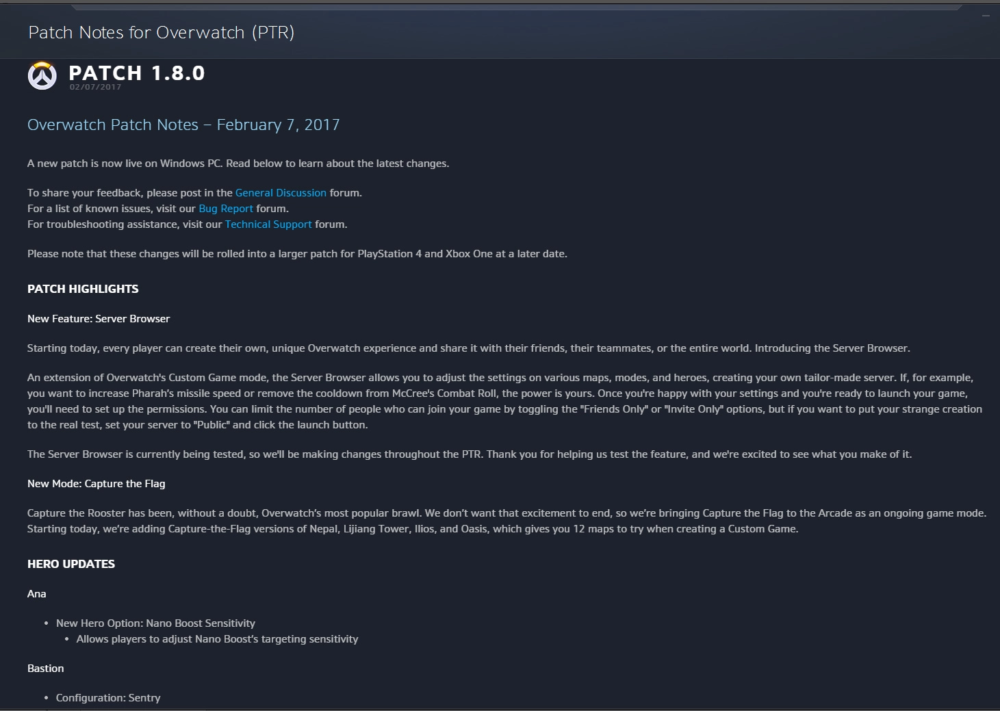 Patch Notes for Overwatch (PTR)
PATCH 1.8.0
02/07/2017
Overwatch Patch Notes – February 7, 2017
A new patch is now live on Windows PC. Read below to learn about the latest changes.
To share your feedback, please post in the General Discussion forum.
For a list of known issues, visit our Bug Report forum.
For troubleshooting assistance, visit our Technical Support forum.
Please note that these changes will be rolled into a larger patch for PlayStation 4 and Xbox One at a later date.
PATCH HIGHLIGHTS
New Feature: Server Browser
Starting today, every player can create their own, unique Overwatch experience and share it with their friends, their teammates, or the entire world. Introducing the Server Browser.
An extension of Overwatch's Custom Game mode, the Server Browser allows you to adjust the settings on various maps, modes, and heroes, creating your own tailor-made server. If, for example,
you want to increase Pharah’s missile speed or remove the cooldown from McCree's Combat Roll, the power is yours. Once you're happy with your settings and you're ready to launch your game,
you'll need to set up the permissions. You can limit the number of people who can join your game by toggling the "Friends Only" or "Invite Only" options, but if you want to put your strange creation
to the real test, set your server to "Public" and click the launch button.
The Server Browser is currently being tested, so we'll be making changes throughout the PTR. Thank you for helping us test the feature, and we're excited to see what you make of it.
New Mode: Capture the Flag
Capture the Rooster has been, without a doubt, Overwatch’s most popular brawl. We don’t want that excitement to end, so we’re bringing Capture the Flag to the Arcade as an ongoing game mode.
Starting today, we’re adding Capture-the-Flag versions of Nepal, Lijiang Tower, Ilios, and Oasis, which gives you 12 maps to try when creating a Custom Game.
HERO UPDATES
Ana
• New Hero Option: Nano Boost Sensitivity
• Allows players to adjust Nano Boost’s targeting sensitivity
Bastion
• Configuration: Sentry